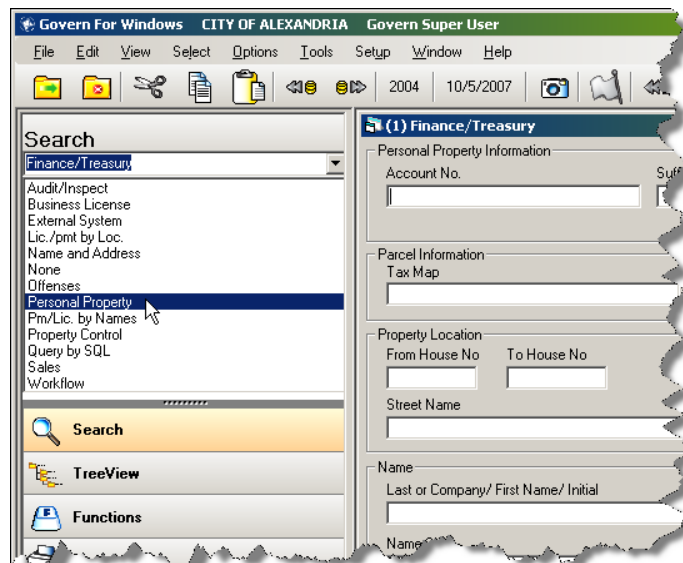 Govern For Windows CITY OF ALEXANDRIA Govern Super User
File Edit View Select Options Tools Setup Window Help
2004 10/5/2007
Search
Finance/Treasury
Audit/Inspect
Business License
External System
Lic./pmt by Loc.
Name and Address
None
Offenses
Personal Property
Pm/Lic. by Names
Property Control
Query by SQL
Sales
Workflow
Search
TreeView
Functions
(1) Finance/Treasury
Personal Property Information
Account No.
Parcel Information
Tax Map
Property Location
From House No To House No
Street Name
Name
Last or Company/ First Name/ Initial
Name